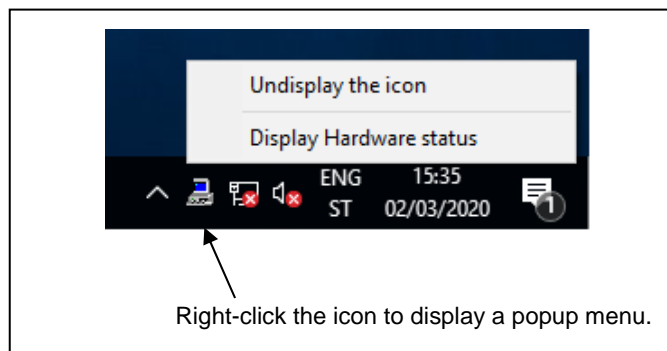 Undisplay the icon
Display Hardware status
ENG 15:35
ST 02/03/2020
1
Right-click the icon to display a popup menu.